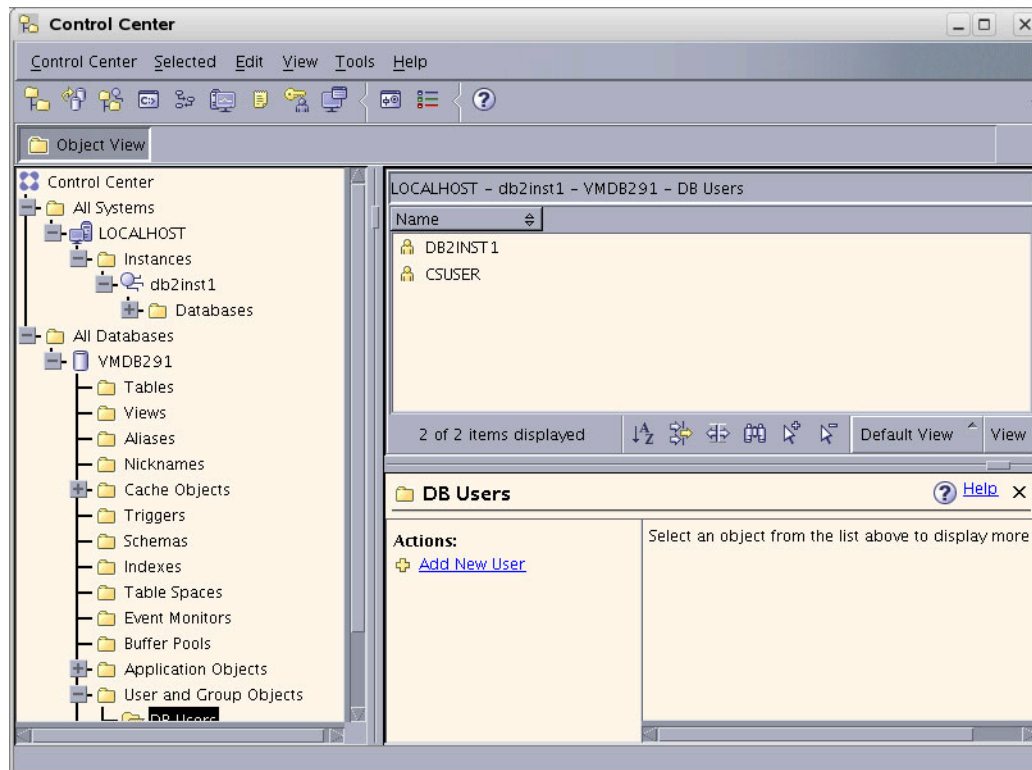 Control Center
Control Center Selected Edit View Tools Help
Object View
Control Center
All Systems
LOCALHOST
Instances
db2inst1
Databases
All Databases
VMDB291
Tables
Views
Aliases
Nicknames
Cache Objects
Triggers
Schemas
Indexes
Table Spaces
Event Monitors
Buffer Pools
Application Objects
User and Group Objects
DB Users
LOCALHOST - db2inst1 - VMDB291 - DB Users
Name
DB2INST1
CSUSER
2 of 2 items displayed
Default View
View
DB Users
Help
Actions:
Add New User
Select an object from the list above to display more